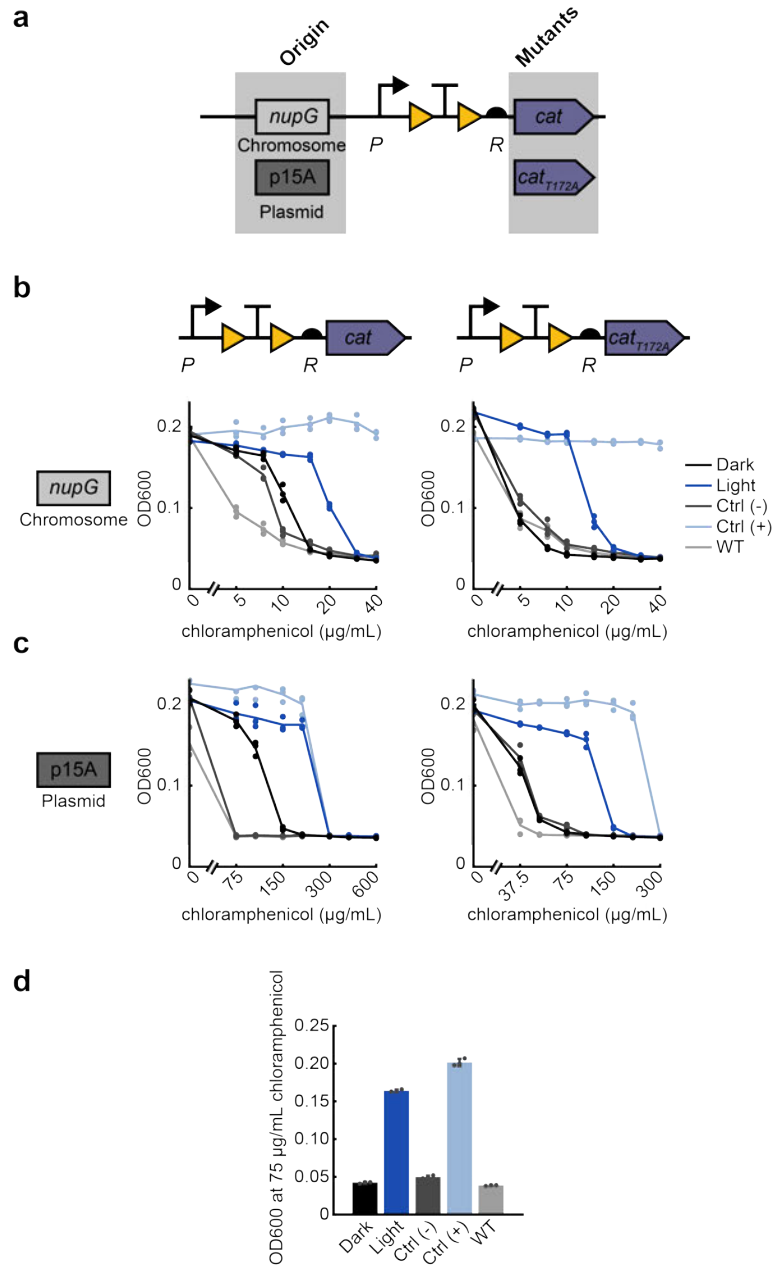 a
Origin
Mutants
nupG
cat
Chromosome
P
R
p15A
cat T172A
Plasmid
b
cat
cat T172A
P
R
P
R
nupG
Chromosome
OD600
0.2
0.1
0
0
5
10
20
40
chloramphenicol (µg/mL)
OD600
0.2
0.1
0
0
5
10
20
40
chloramphenicol (µg/mL)
Dark
Light
Ctrl (-)
Ctrl (+)
WT
c
p15A
Plasmid
OD600
0.2
0.1
0
0
75
150
300
600
chloramphenicol (µg/mL)
OD600
0.2
0.1
0
0
37.5
75
150
300
chloramphenicol (µg/mL)
d
OD600 at 75 µg/mL chloramphenicol
0.25
0.20
0.15
0.10
0.05
0
Dark
Light
Ctrl (-)
Ctrl (+)
WT